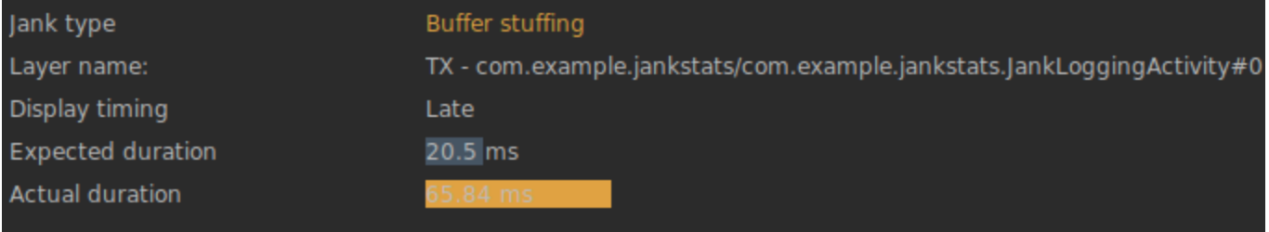 Jank type Buffer stuffing
Layer name: TX - com.example.jankstats/com.example.jankstats.JankLoggingActivity#0
Display timing Late
Expected duration 20.5 ms
Actual duration 65.84 ms